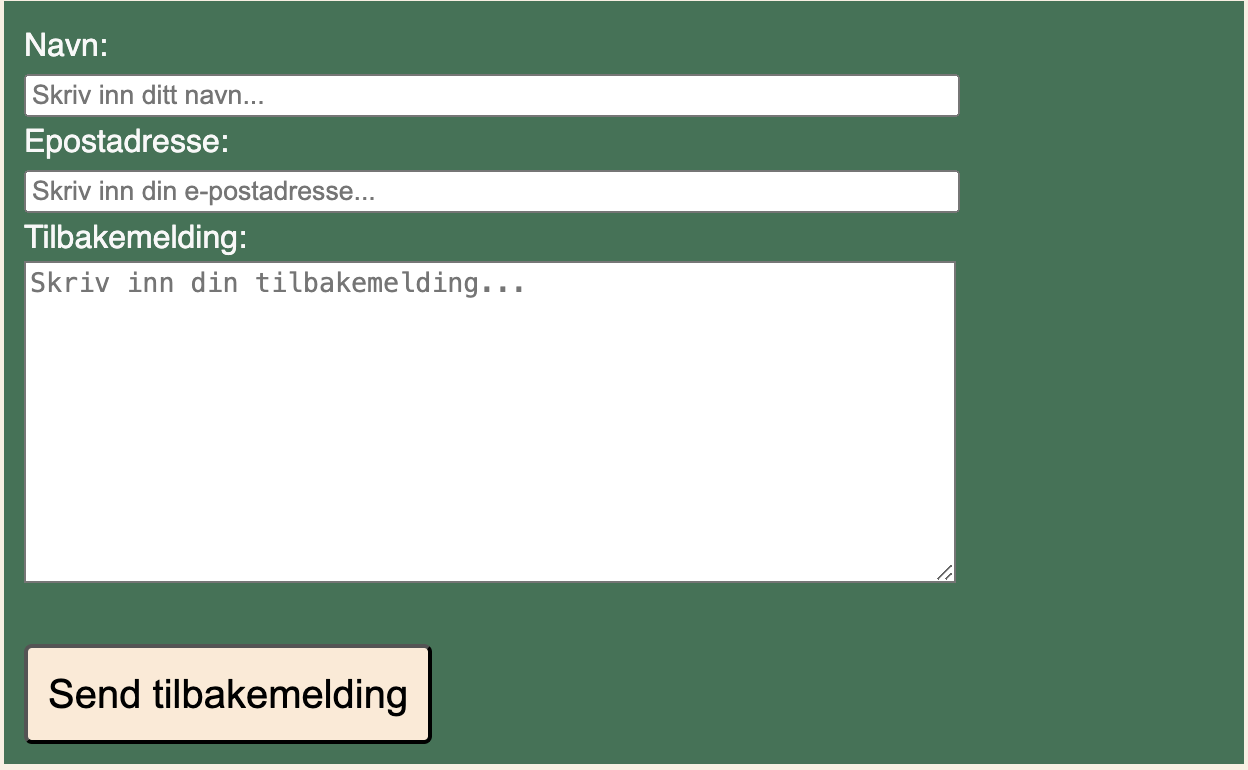 Navn:
Skriv inn ditt navn...
Epostadresse:
Skriv inn din e-postadresse...
Tilbakemelding:
Skriv inn din tilbakemelding...
Send tilbakemelding